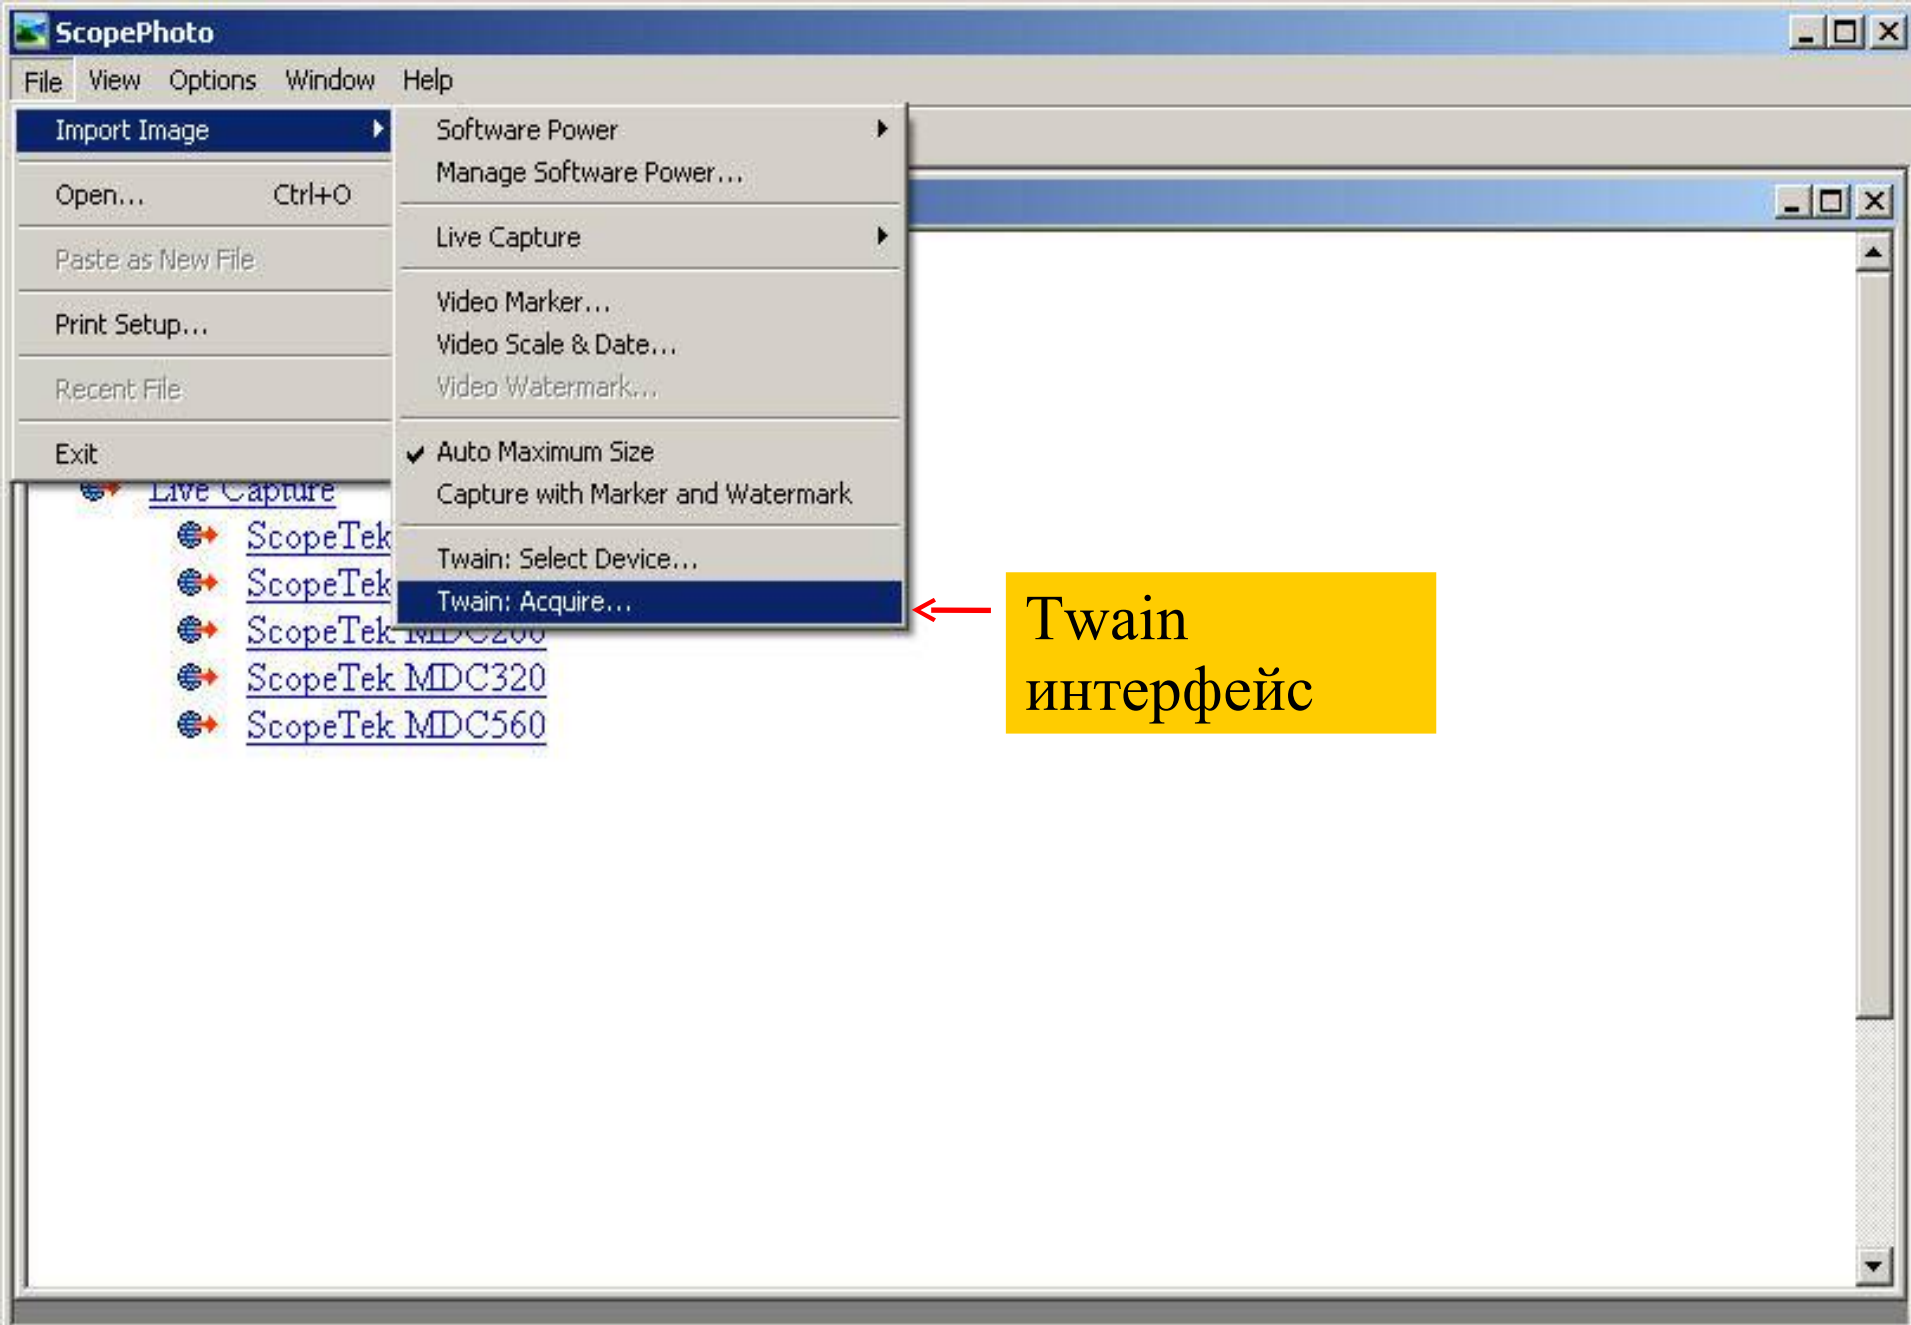 ScopePhoto
File View Options Window Help
Import Image
Open... Ctrl+O
Paste as New File
Print Setup...
Recent File
Exit
Software Power
Manage Software Power...
Live Capture
Video Marker...
Video Scale & Date...
Video Watermark...
Auto Maximum Size
Capture with Marker and Watermark
Twain: Select Device...
Twain: Acquire...
Live Capture
ScopeTek
ScopeTek
ScopeTek MDC200
ScopeTek MDC320
ScopeTek MDC560
Twain
интерфейс